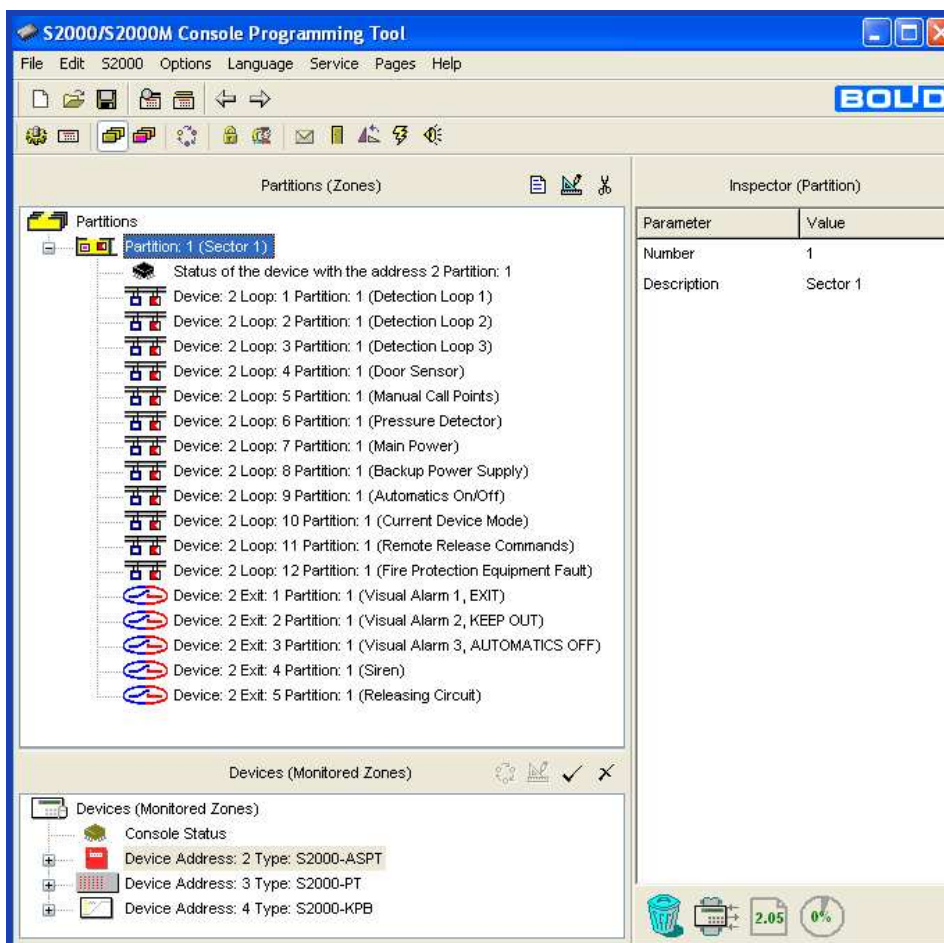 S2000/S2000M Console Programming Tool
File Edit S2000 Options Language Service Pages Help
BOLID
Partitions (Zones)
Partitions
Partition: 1 (Sector 1)
Status of the device with the address 2 Partition: 1
Device: 2 Loop: 1 Partition: 1 (Detection Loop 1)
Device: 2 Loop: 2 Partition: 1 (Detection Loop 2)
Device: 2 Loop: 3 Partition: 1 (Detection Loop 3)
Device: 2 Loop: 4 Partition: 1 (Door Sensor)
Device: 2 Loop: 5 Partition: 1 (Manual Call Points)
Device: 2 Loop: 6 Partition: 1 (Pressure Detector)
Device: 2 Loop: 7 Partition: 1 (Main Power)
Device: 2 Loop: 8 Partition: 1 (Backup Power Supply)
Device: 2 Loop: 9 Partition: 1 (Automatics On/Off)
Device: 2 Loop: 10 Partition: 1 (Current Device Mode)
Device: 2 Loop: 11 Partition: 1 (Remote Release Commands)
Device: 2 Loop: 12 Partition: 1 (Fire Protection Equipment Fault)
Device: 2 Exit: 1 Partition: 1 (Visual Alarm 1, EXIT)
Device: 2 Exit: 2 Partition: 1 (Visual Alarm 2, KEEP OUT)
Device: 2 Exit: 3 Partition: 1 (Visual Alarm 3, AUTOMATICS OFF)
Device: 2 Exit: 4 Partition: 1 (Siren)
Device: 2 Exit: 5 Partition: 1 (Releasing Circuit)
Inspector (Partition)
Parameter Value
Number 1
Description Sector 1
Devices (Monitored Zones)
Devices (Monitored Zones)
Console Status
Device Address: 2 Type: S2000-ASPT
Device Address: 3 Type: S2000-PT
Device Address: 4 Type: S2000-KPB
2.05 0%